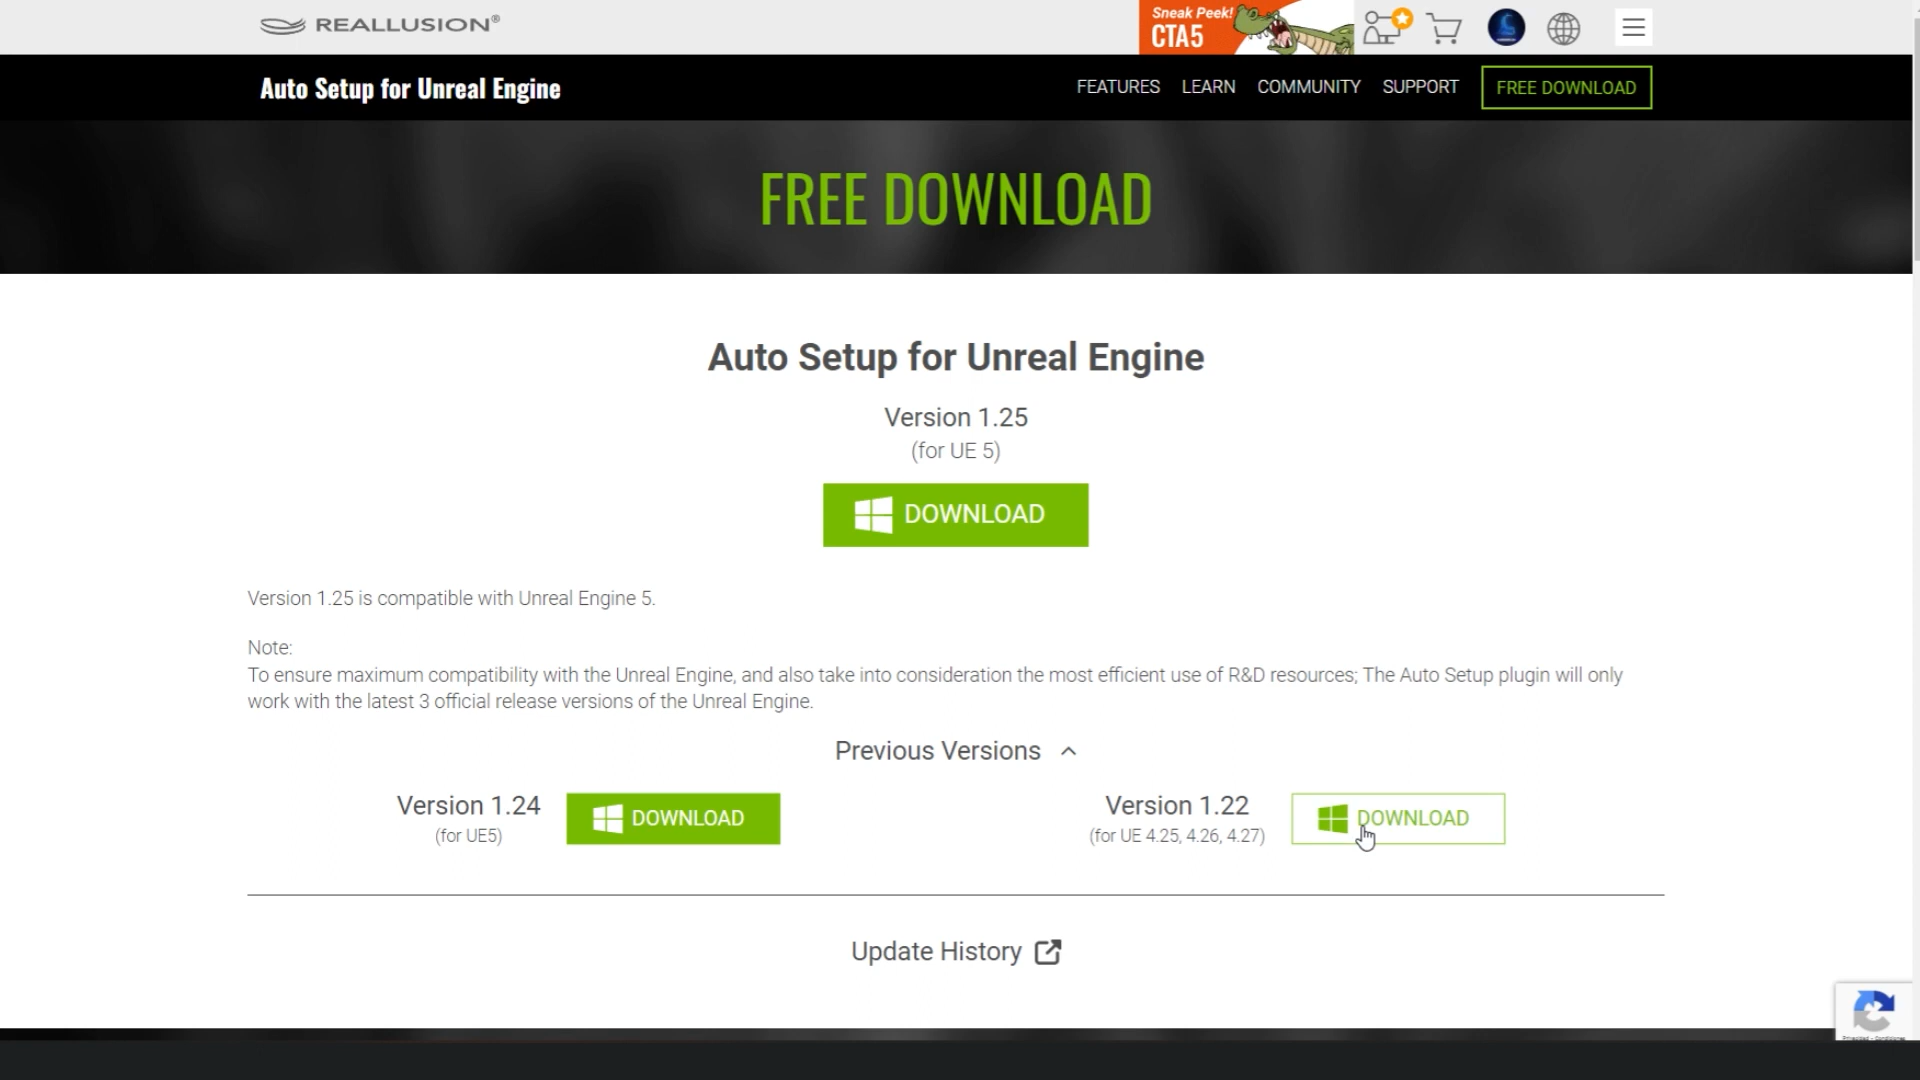 REALLUSION®
Sneak Peek!
CTA5
Auto Setup for Unreal Engine
FEATURES LEARN COMMUNITY SUPPORT FREE DOWNLOAD
FREE DOWNLOAD
Auto Setup for Unreal Engine
Version 1.25
(for UE 5)
DOWNLOAD
Version 1.25 is compatible with Unreal Engine 5.
Note:
To ensure maximum compatibility with the Unreal Engine, and also take into consideration the most efficient use of R&D resources; The Auto Setup plugin will only
work with the latest 3 official release versions of the Unreal Engine.
Previous Versions
Version 1.24
(for UE5)
DOWNLOAD
Version 1.22
(for UE 4.25, 4.26, 4.27)
DOWNLOAD
Update History